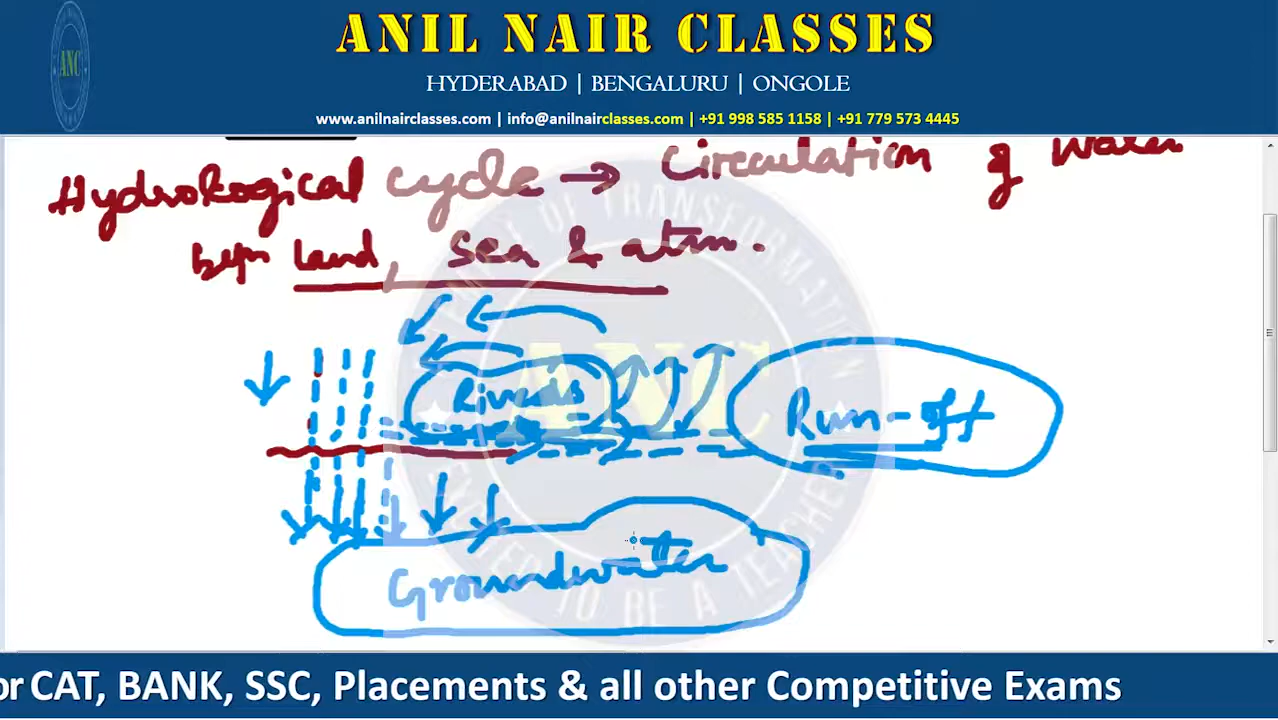 ANIL NAIR CLASSES
ANC
HYDERABAD | BENGALURU | ONGOLE
www.anilnairclasses.com | info@anilnairclasses.com | +91 998 585 1158 | +91 779 573 4445
Hydrological cycle → Circulation of Water
land, sea & atm.
Run-off
Groundwater
or CAT, BANK, SSC, Placements & all other Competitive Exams